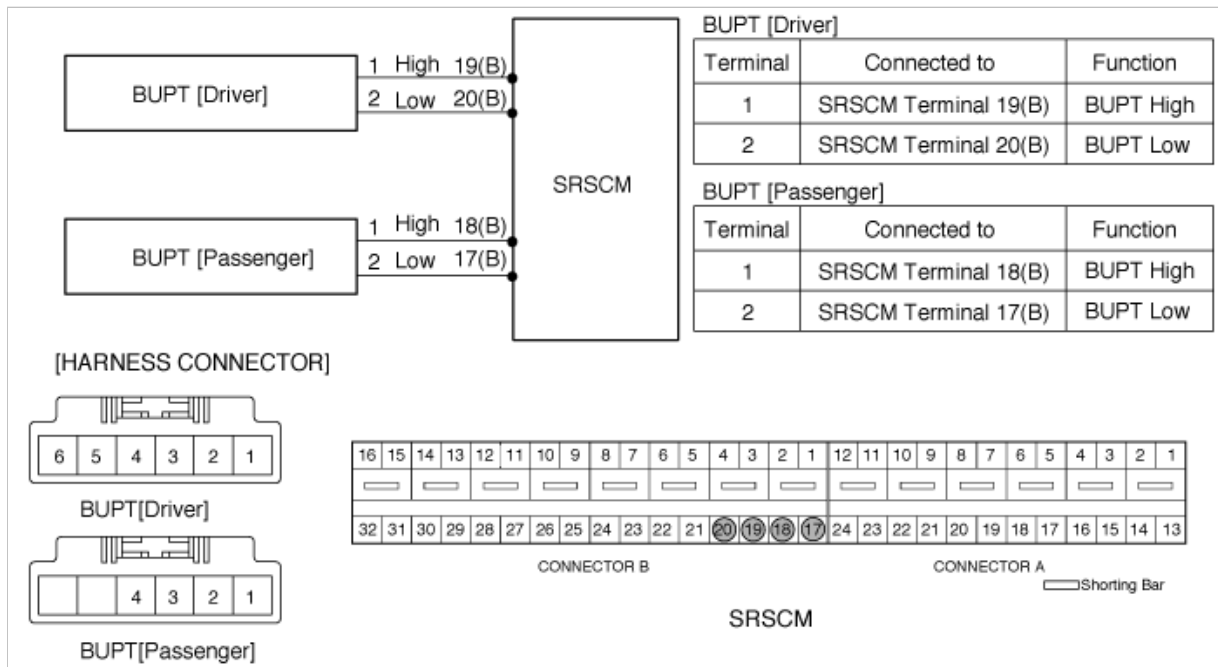 BUPT [Driver]
1 High 19(B)
2 Low 20(B)
BUPT [Passenger]
1 High 18(B)
2 Low 17(B)
SRSCM
BUPT [Driver]
Terminal Connected to Function
1 SRSCM Terminal 19(B) BUPT High
2 SRSCM Terminal 20(B) BUPT Low
BUPT [Passenger]
Terminal Connected to Function
1 SRSCM Terminal 18(B) BUPT High
2 SRSCM Terminal 17(B) BUPT Low
[HARNESS CONNECTOR]
6 5 4 3 2 1
BUPT[Driver]
4 3 2 1
BUPT[Passenger]
16 15 14 13 12 11 10 9 8 7 6 5 4 3 2 1 12 11 10 9 8 7 6 5 4 3 2 1
32 31 30 29 28 27 26 25 24 23 22 21 20 19 18 17 24 23 22 21 20 19 18 17 16 15 14 13
CONNECTOR B CONNECTOR A
Shorting Bar
SRSCM